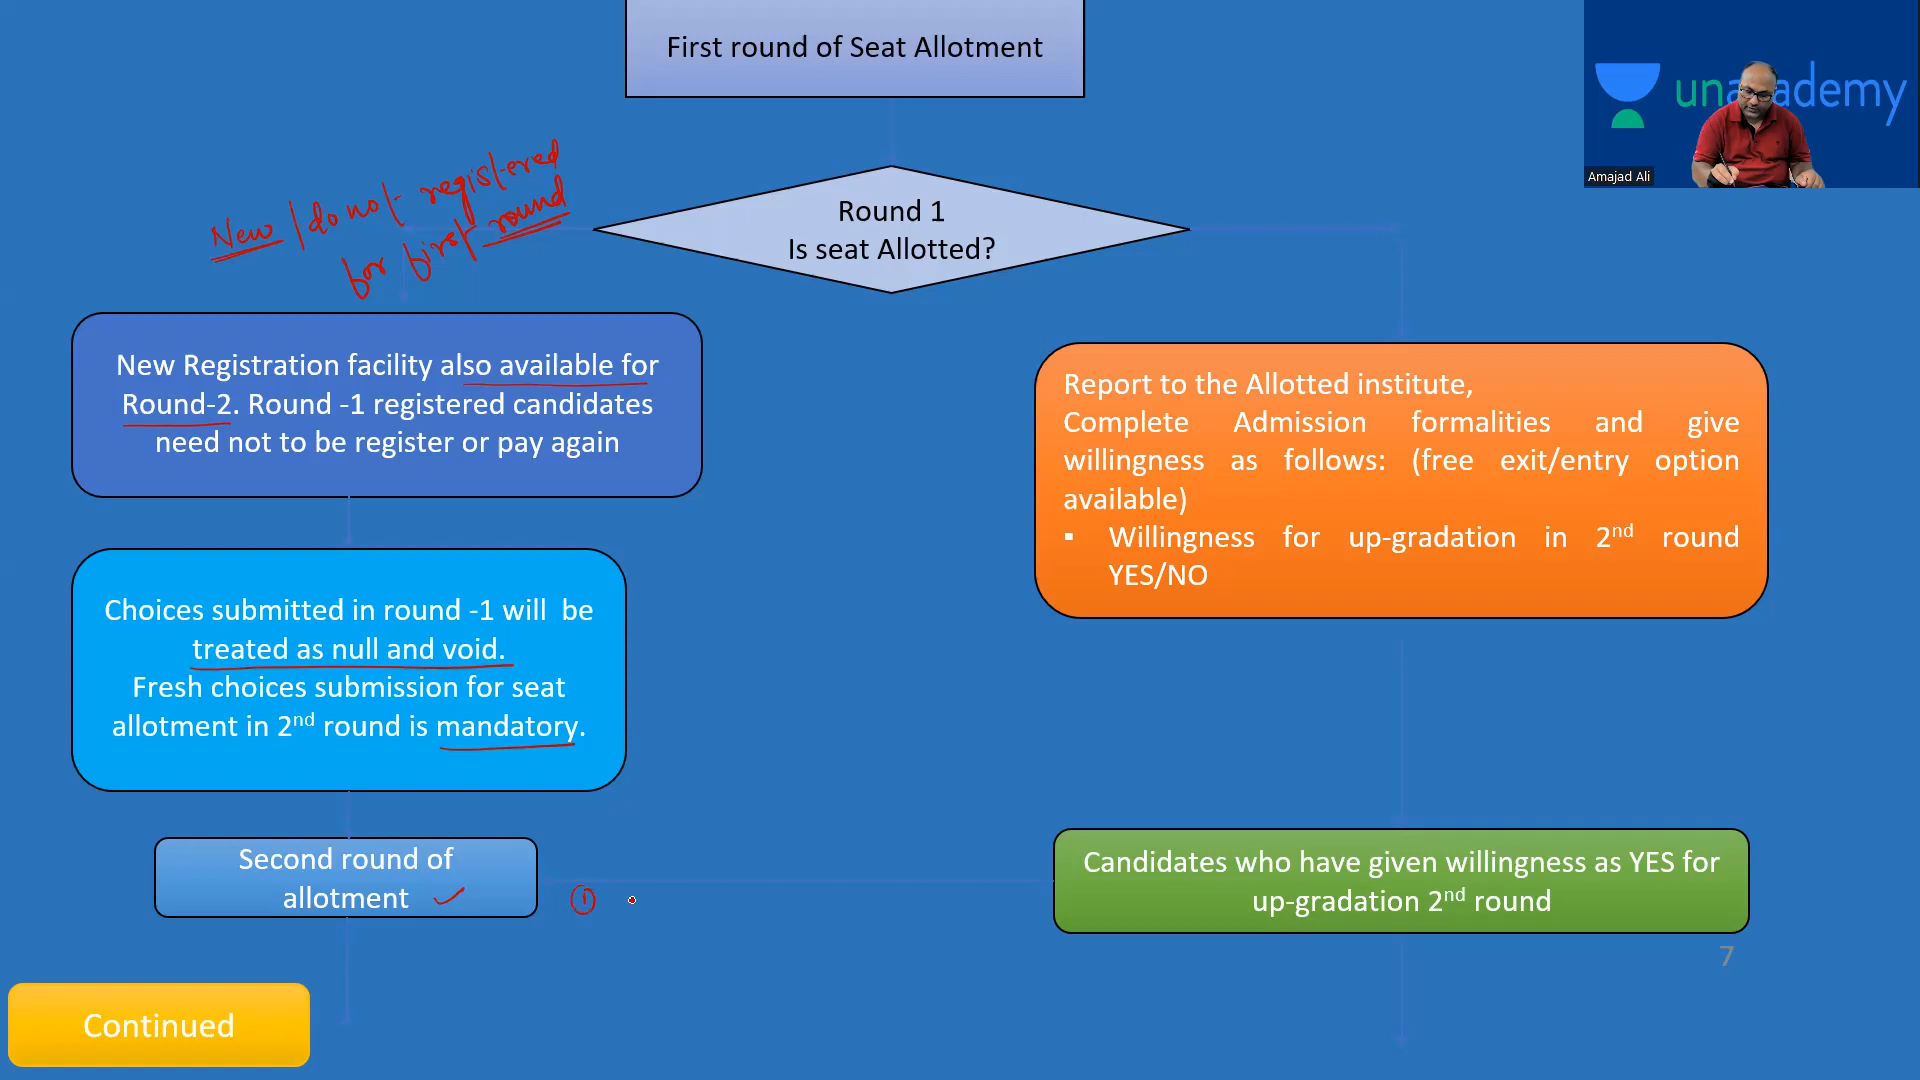 First round of Seat Allotment
unacademy
Amajad Ali
New / do not registered
for first round
Round 1
Is seat Allotted?
New Registration facility also available for
Round-2. Round -1 registered candidates
need not to be register or pay again
Report to the Allotted institute,
Complete Admission formalities and give
willingness as follows: (free exit/entry option
available)
▪ Willingness for up-gradation in 2nd round
YES/NO
Choices submitted in round -1 will be
treated as null and void.
Fresh choices submission for seat
allotment in 2nd round is mandatory.
Second round of
allotment
①
Candidates who have given willingness as YES for
up-gradation 2nd round
7
Continued